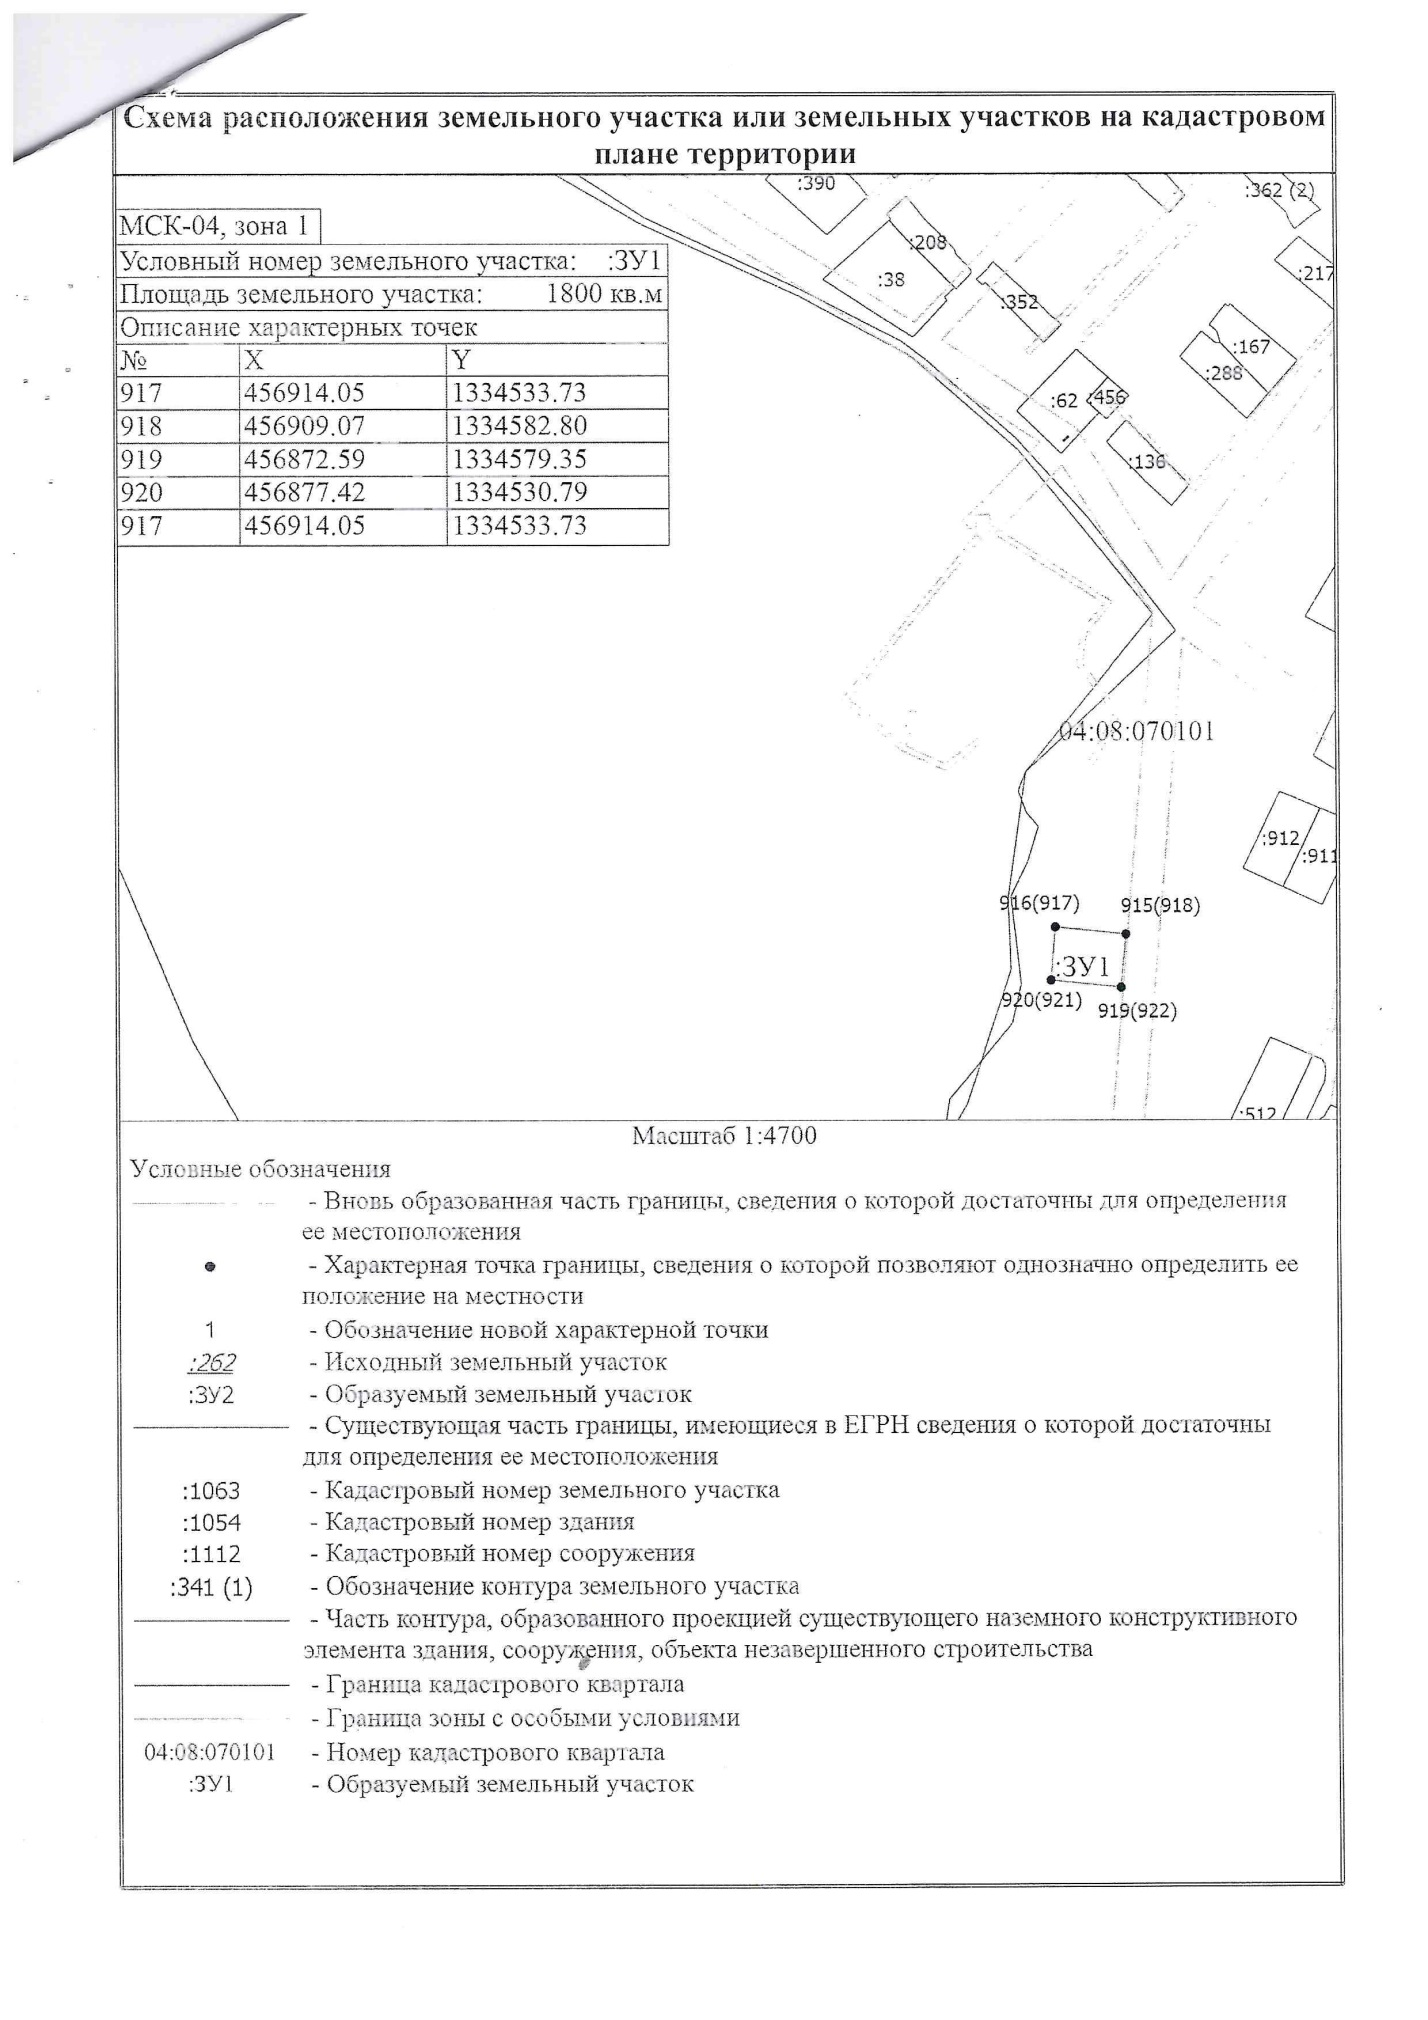 Схема расположения земельного участка или земельных участков на кадастровом
плане территории
МСК-04, зона 1
Условный номер земельного участка: :ЗУ1
Площадь земельного участка: 1800 кв.м
Описание характерных точек
№ X Y
917 456914.05 1334533.73
918 456909.07 1334582.80
919 456872.59 1334579.35
920 456877.42 1334530.79
917 456914.05 1334533.73
:390
:362 (2)
:208
:38
:217
:352
:167
:288
:62
:456
:136
04:08:070101
:912
:911
916(917)
915(918)
:ЗУ1
920(921)
919(922)
:512
Масштаб 1:4700
Условные обозначения
- Вновь образованная часть границы, сведения о которой достаточны для определения
ее местоположения
- Характерная точка границы, сведения о которой позволяют однозначно определить ее
положение на местности
1 - Обозначение новой характерной точки
:262 - Исходный земельный участок
:ЗУ2 - Образуемый земельный участок
- Существующая часть границы, имеющиеся в ЕГРН сведения о которой достаточны
для определения ее местоположения
:1063 - Кадастровый номер земельного участка
:1054 - Кадастровый номер здания
:1112 - Кадастровый номер сооружения
:341 (1) - Обозначение контура земельного участка
- Часть контура, образованного проекцией существующего наземного конструктивного
элемента здания, сооружения, объекта незавершенного строительства
- Граница кадастрового квартала
- Граница зоны с особыми условиями
04:08:070101 - Номер кадастрового квартала
:ЗУ1 - Образуемый земельный участок